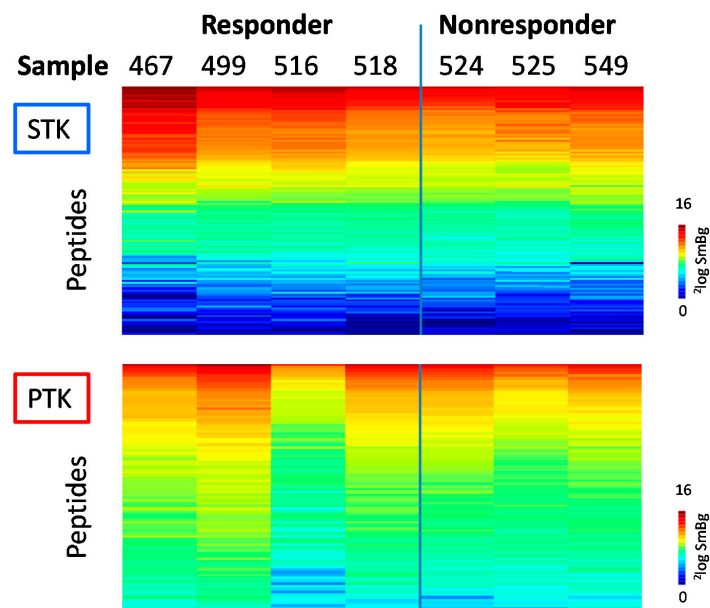 Responder Nonresponder
Sample 467 499 516 518 524 525 549
STK
Peptides
16
²log SmBg
0
PTK
Peptides
16
²log SmBg
0